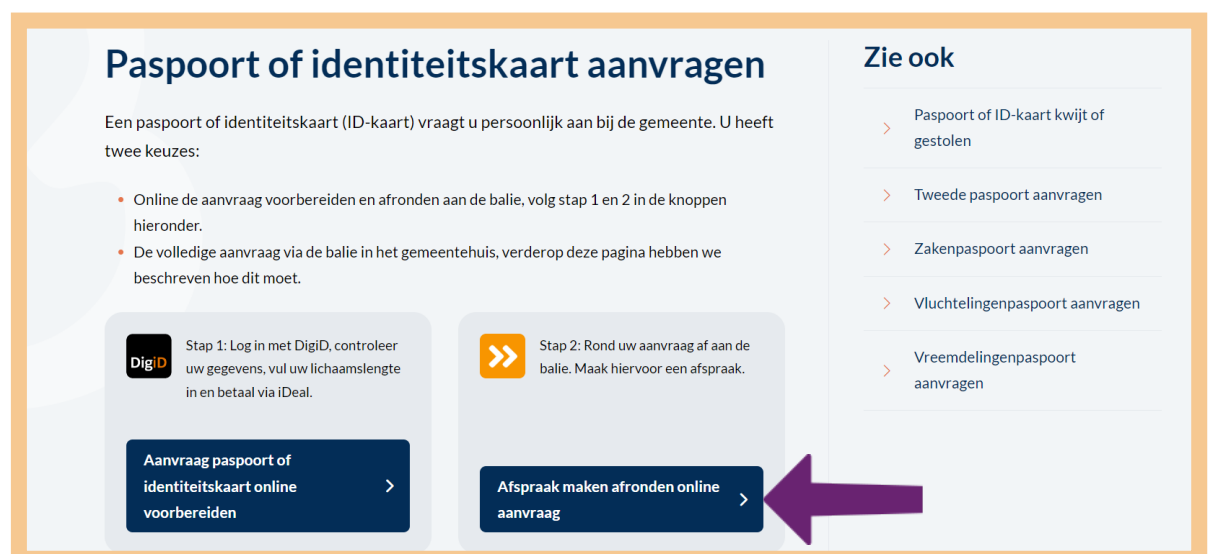 Paspoort of identiteitskaart aanvragen
Een paspoort of identiteitskaart (ID-kaart) vraagt u persoonlijk aan bij de gemeente. U heeft
twee keuzes:
Online de aanvraag voorbereiden en afronden aan de balie, volg stap 1 en 2 in de knoppen
hieronder.
De volledige aanvraag via de balie in het gemeentehuis, verderop deze pagina hebben we
beschreven hoe dit moet.
DigiD
Stap 1: Log in met DigiD, controleer
uw gegevens, vul uw lichaamslengte
in en betaal via iDeal.
Aanvraag paspoort of
identiteitskaart online
voorbereiden
Stap 2: Rond uw aanvraag af aan de
balie. Maak hiervoor een afspraak.
Afspraak maken afronden online
aanvraag
Zie ook
Paspoort of ID-kaart kwijt of
gestolen
Tweede paspoort aanvragen
Zakenpaspoort aanvragen
Vluchtelingenpaspoort aanvragen
Vreemdelingenpaspoort
aanvragen